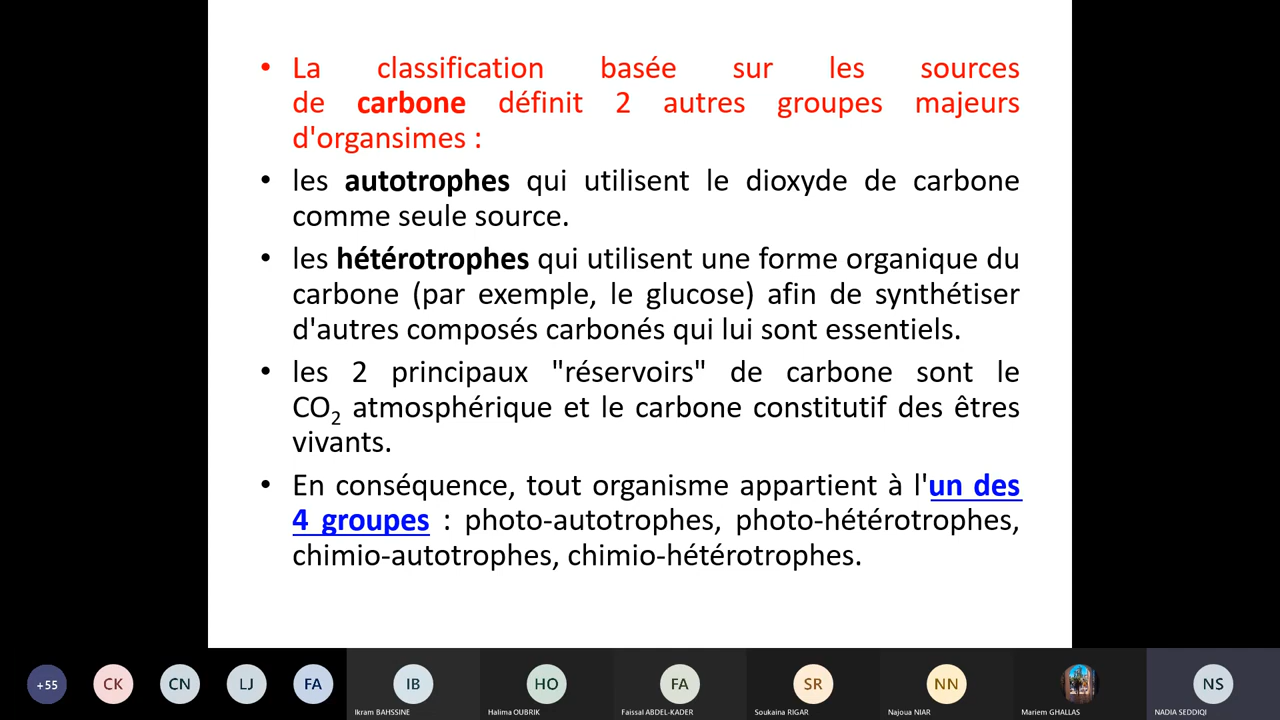 • La classification basée sur les sources
de carbone définit 2 autres groupes majeurs
d'organsimes :
• les autotrophes qui utilisent le dioxyde de carbone
comme seule source.
• les hétérotrophes qui utilisent une forme organique du
carbone (par exemple, le glucose) afin de synthétiser
d'autres composés carbonés qui lui sont essentiels.
• les 2 principaux "réservoirs" de carbone sont le
CO₂ atmosphérique et le carbone constitutif des êtres
vivants.
• En conséquence, tout organisme appartient à l'un des
4 groupes : photo-autotrophes, photo-hétérotrophes,
chimio-autotrophes, chimio-hétérotrophes.
+55 CK CN LJ FA IB HO FA SR NN NS
Ikram BAHSSINE Halima OUBRIK Faissal ABDEL-KADER Soukaina RIGAR Najoua NIAR Mariem GHALLAS NADIA SEDDIQI